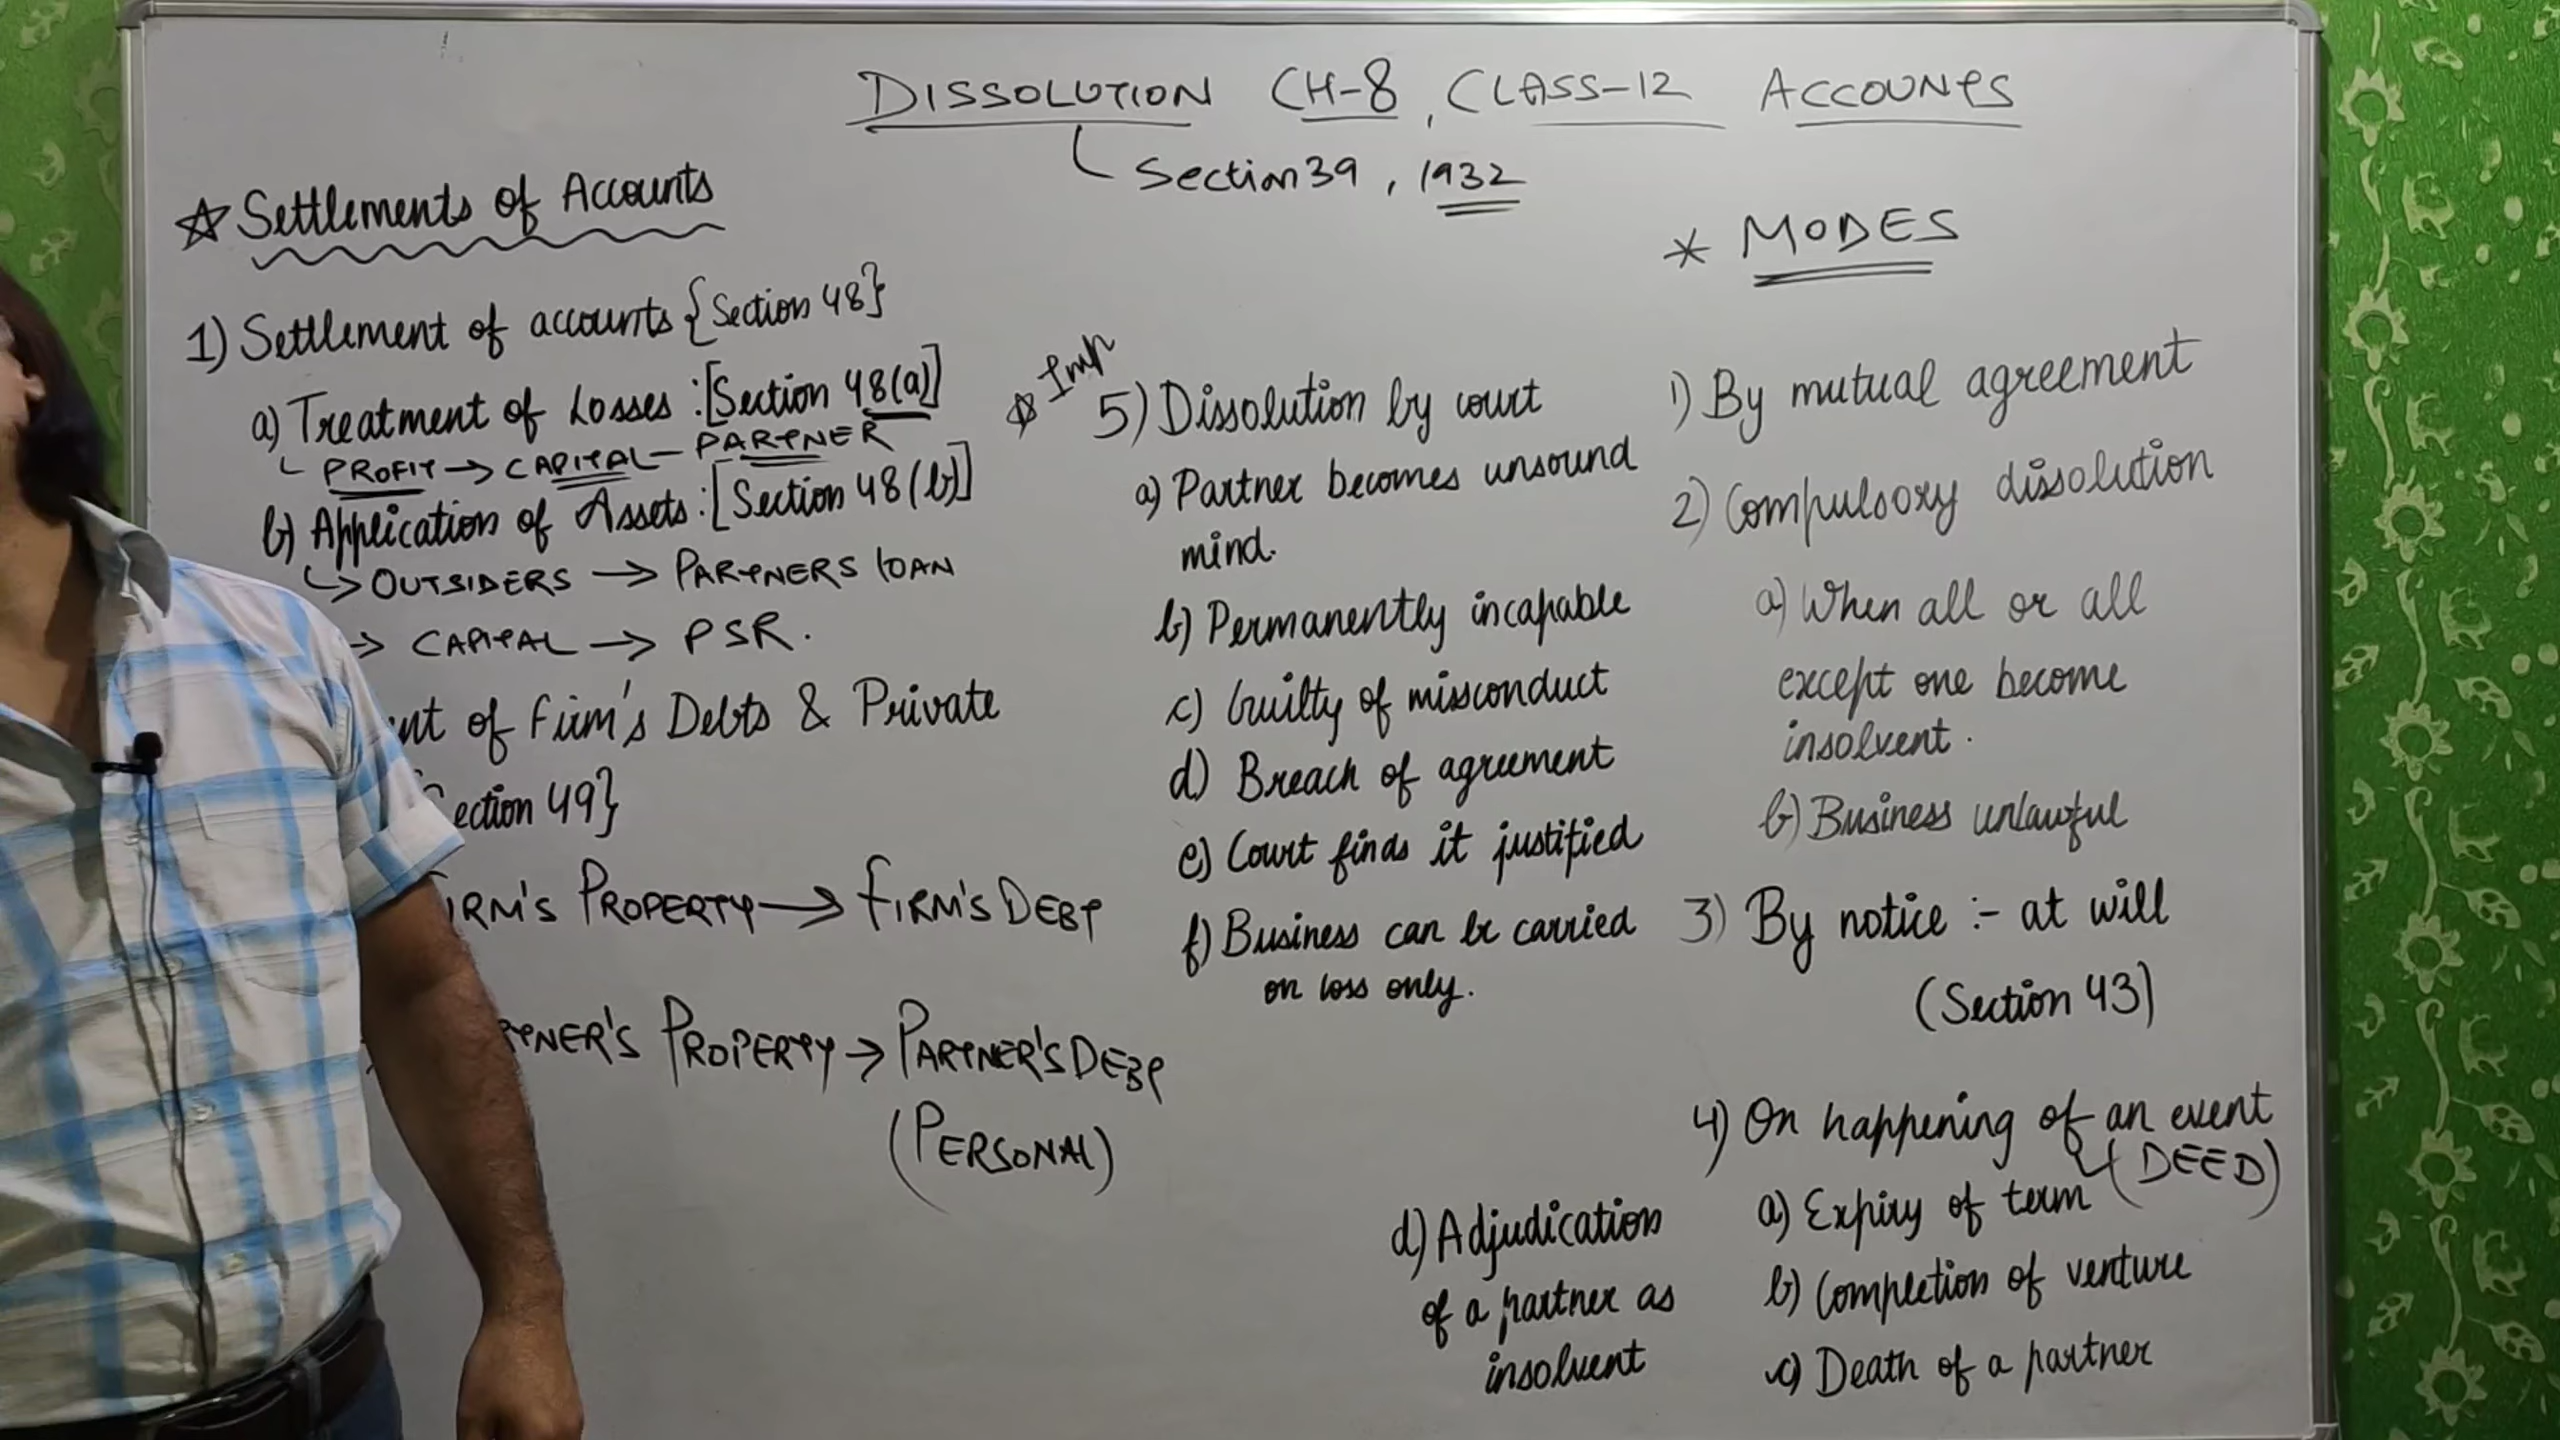 DISSOLUTION CH-8, CLASS-12 ACCOUNTS
Section 39, 1932
☆ Settlements of Accounts
1) Settlement of accounts {Section 48}
a) Treatment of Losses :[Section 48(a)]
PROFIT → CAPITAL — PARTNER
b) Application of Assets :[Section 48(b)]
↳ OUTSIDERS → PARTNERS LOAN
→ CAPITAL → PSR.
of Firm's Debts & Private
ection 49}
IRM'S PROPERTY → FIRM'S DEBT
TNER'S PROPERTY → PARTNER'S DEBT
(PERSONAL)
☆ Imp
5) Dissolution by court
a) Partner becomes unsound
mind.
b) Permanently incapable
c) Guilty of misconduct
d) Breach of agreement
e) Court finds it justified
f) Business can be carried
on loss only.
* MODES
1) By mutual agreement
2) Compulsory dissolution
a) When all or all
except one become
insolvent.
b) Business unlawful
3) By notice :- at will
(Section 43)
4) On happening of an event
(DEED)
a) Expiry of term
b) Completion of venture
c) Death of a partner
d) Adjudication
of a partner as
insolvent